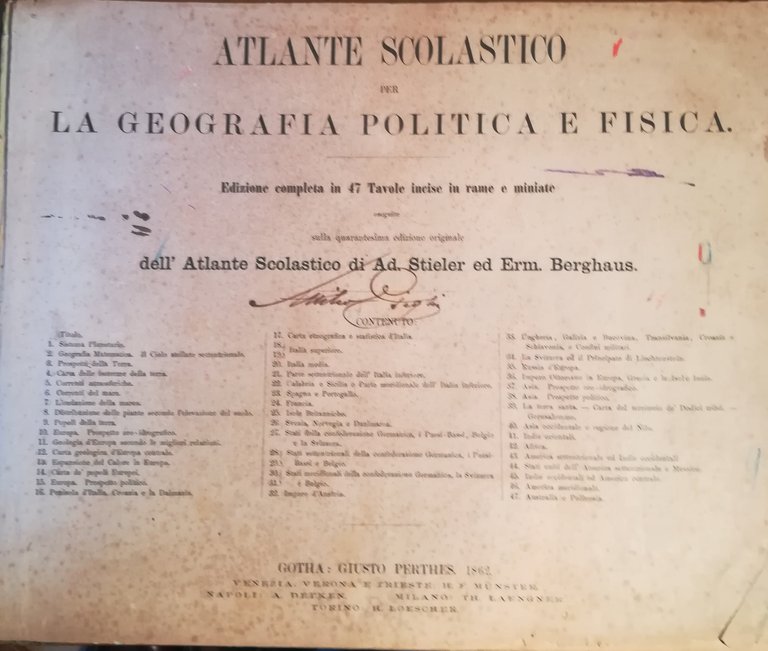 ATLANTE SCOLASTICO
PER
LA GEOGRAFIA POLITICA E FISICA.
Edizione completa in 47 Tavole incise in rame e miniate
eseguite
sulla quarantesima edizione originale
dell' Atlante Scolastico di Ad. Stieler ed Erm. Berghaus.
CONTENUTO:
Titolo.
1. Sistema Planetario.
2. Geografia Matematica. Il Cielo stellato settentrionale.
3. Prospetti della Terra.
4. Carta delle fattezze della terra.
5. Correnti atmosferiche.
6. Correnti del mare.
7. L'ondazione della marea.
8. Distribuzione delle piante secondo l'elevazione del suolo.
9. Popoli della Terra.
10. Europa. Prospetto oro-idrografico.
11. Geologia d'Europa secondo le migliori relazioni.
12. Carta geologica d'Europa centrale.
13. Espansione del Calore in Europa.
14. Carta de' popoli Europei.
15. Europa. Prospetto politico.
16. Penisola d'Italia, Croazia e la Dalmazia.
17. Carta etnografica e statistica d'Italia.
18.
19. Italia superiore.
20. Italia media.
21. Parte settentrionale dell' Italia inferiore.
22. Calabria e Sicilia o Parte meridionale dell' Italia inferiore.
23. Spagna e Portogallo.
24. Francia.
25. Isole Britanniche.
26. Svezia, Norvegia e Danimarca.
27. Stati della confederazione Germanica, i Paesi-Bassi, Belgio
e la Svizzera.
28. Stati settentrionali della confederazione Germanica, i Paesi-
29. Bassi e Belgio.
30. Stati meridionali della confederazione Germanica, la Svizzera
31. e Belgio.
32. Impero d'Austria.
33. Ungheria, Galizia e Bucovina, Transilvania, Croazia e
Schiavonia, e Confini militari.
34. La Svizzera ed il Principato di Liechtenstein.
35. Russia d'Europa.
36. Impero Ottomano in Europa, Grecia e le Isole Ionie.
37. Asia. Prospetto oro-idrografico.
38. Asia. Prospetto politico.
39. La terra santa. — Carta del territorio de' Dodici tribù. —
Gerusalemme.
40. Asia occidentale e regione del Nilo.
41. Indie orientali.
42. Africa.
43. America settentrionale ed Indie occidentali
44. Stati uniti dell' America settentrionale e Messico.
45. Indie occidentali ed America centrale.
46. America meridionale.
47. Australia e Polinesia.
GOTHA: GIUSTO PERTHES. 1862.
VENEZIA, VERONA E TRIESTE. H. F. MÜNSTER.
NAPOLI: A. DETKEN. MILANO: TH. LAENGNER.
TORINO: H. LOESCHER.